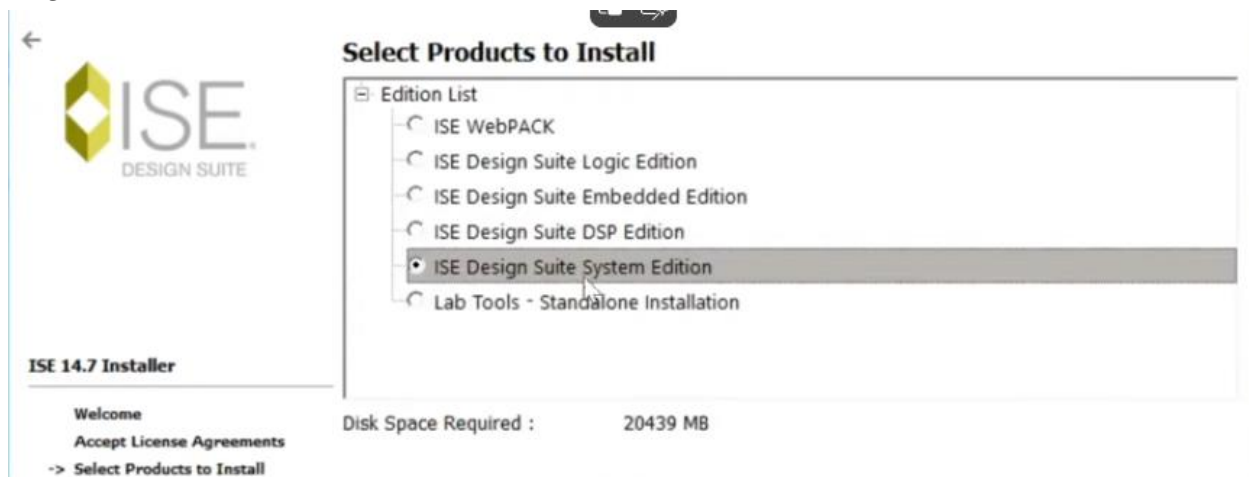 Select Products to Install
ISE.
DESIGN SUITE
Edition List
ISE WebPACK
ISE Design Suite Logic Edition
ISE Design Suite Embedded Edition
ISE Design Suite DSP Edition
ISE Design Suite System Edition
Lab Tools - Standalone Installation
ISE 14.7 Installer
Welcome
Accept License Agreements
-> Select Products to Install
Disk Space Required : 20439 MB